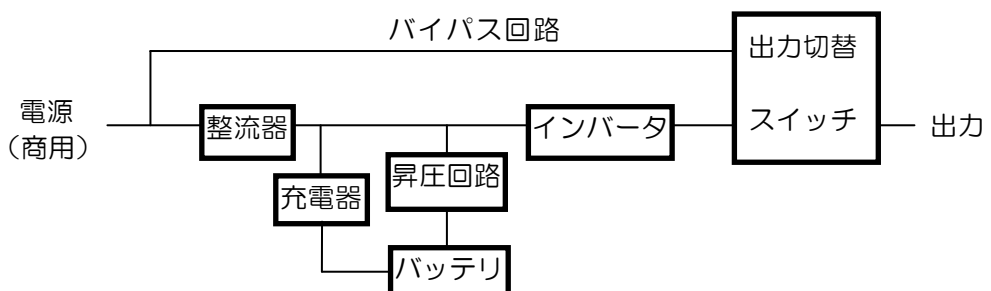 バイパス回路
出力切替
スイッチ
電源
（商用）
整流器
インバータ
出力
充電器
昇圧回路
バッテリ